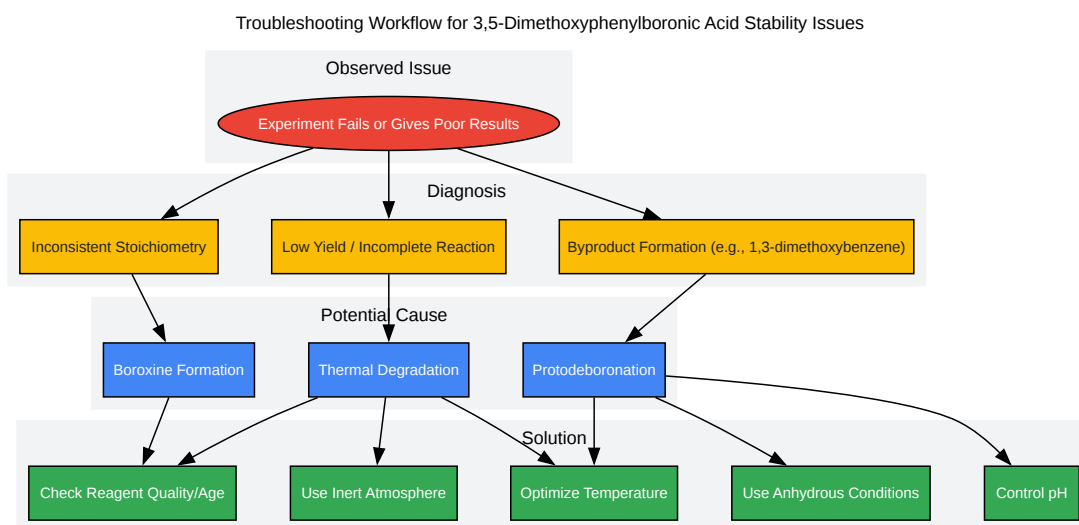 Troubleshooting Workflow for 3,5-Dimethoxyphenylboronic Acid Stability Issues
Observed Issue
Experiment Fails or Gives Poor Results
Diagnosis
Inconsistent Stoichiometry
Low Yield / Incomplete Reaction
Byproduct Formation (e.g., 1,3-dimethoxybenzene)
Potential Cause
Boroxine Formation
Thermal Degradation
Protodeboronation
Solution
Check Reagent Quality/Age
Use Inert Atmosphere
Optimize Temperature
Use Anhydrous Conditions
Control pH